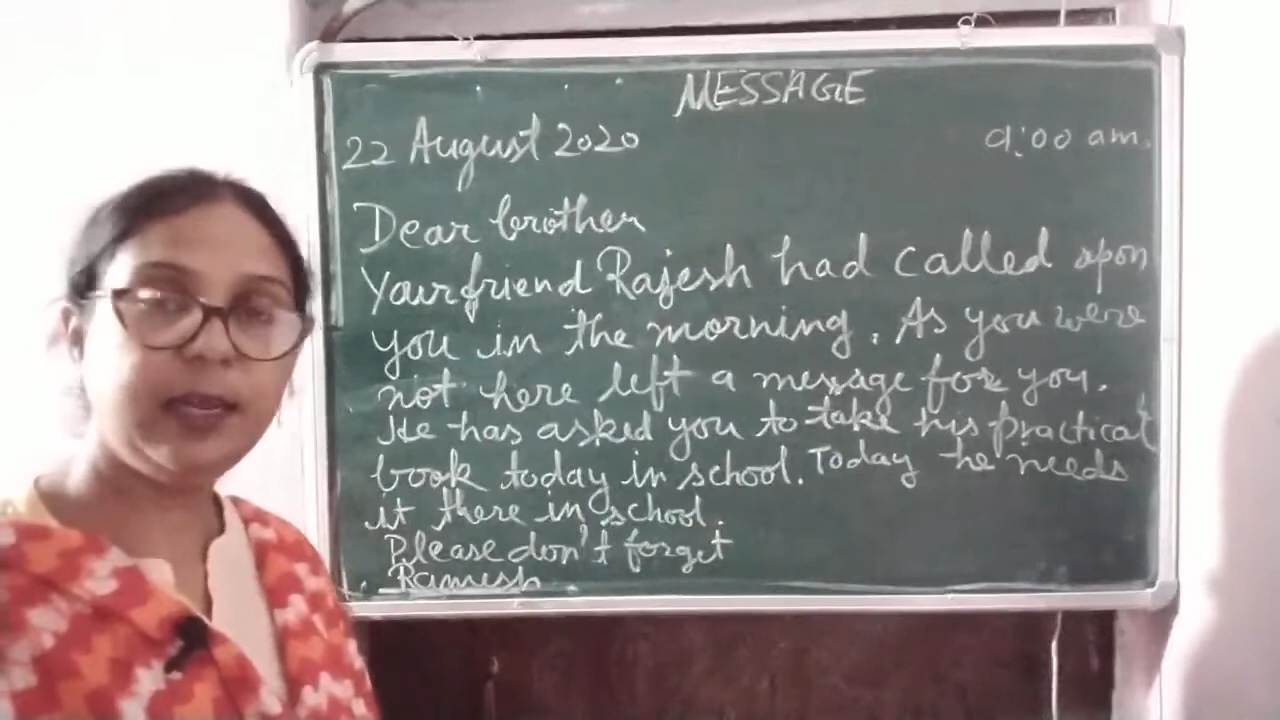 MESSAGE
22 August 2020 9:00 am.
Dear brother
Your friend Rajesh had called upon
you in the morning. As you were
not here left a message for you.
He has asked you to take his practical
book today in school. Today he needs
it there in school.
Please don't forget
Ramesh